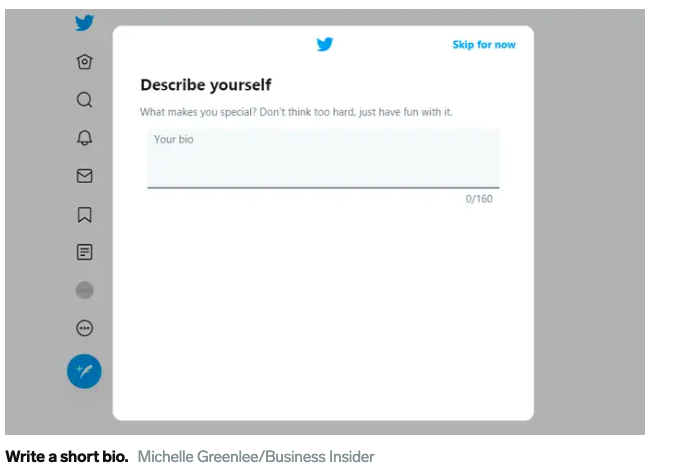 Skip for now
Describe yourself
What makes you special? Don't think too hard, just have fun with it.
Your bio
0/160
Write a short bio. Michelle Greenlee/Business Insider